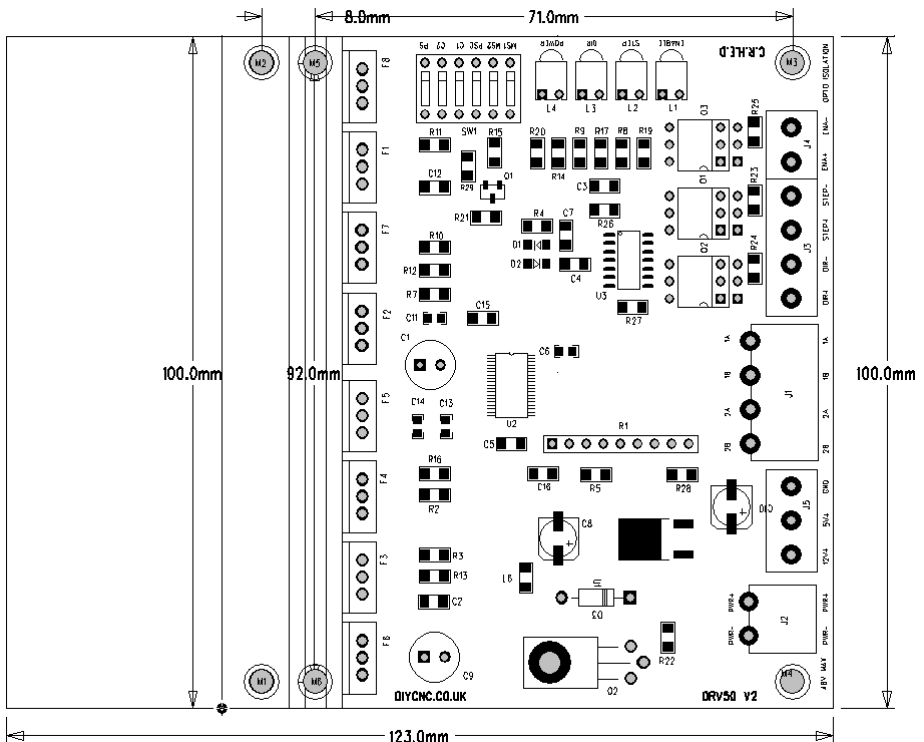 8.0mm
71.0mm
M2
M5
M3
PS
C2
C1
PSC
MS2
MS1
POWER
DIR
STEP
ENABLE
C.R.H.E.D
OPTO ISOLATION
F8
L4
L3
L2
L1
O3
R25
ENA-
ENA+
J4
SW1
R11
R15
R20
R14
R9
R17
R8
R19
F1
C12
R29
Q1
C3
O1
R23
STEP-
STEP+
J3
R21
R26
R4
C7
F7
R10
D1
D2
O2
R24
DIR-
DIR+
R12
C4
U3
R7
R27
F2
C11
C15
C1
C6
1A
1A
100.0mm
92.0mm
100.0mm
1B
1B
J1
F5
C14
C13
U2
2A
2A
R1
2B
2B
C5
R16
F4
C16
R5
R28
GND
J5
R2
C10
5V+
C8
12V+
F3
R3
R13
L6
U1
C2
D3
PWR+
PWR+
J2
F6
PWR-
PWR-
R22
C9
Q2
M1
M6
M4
48V MAX
DIYCNC.CO.UK
DRV50 V2
123.0mm